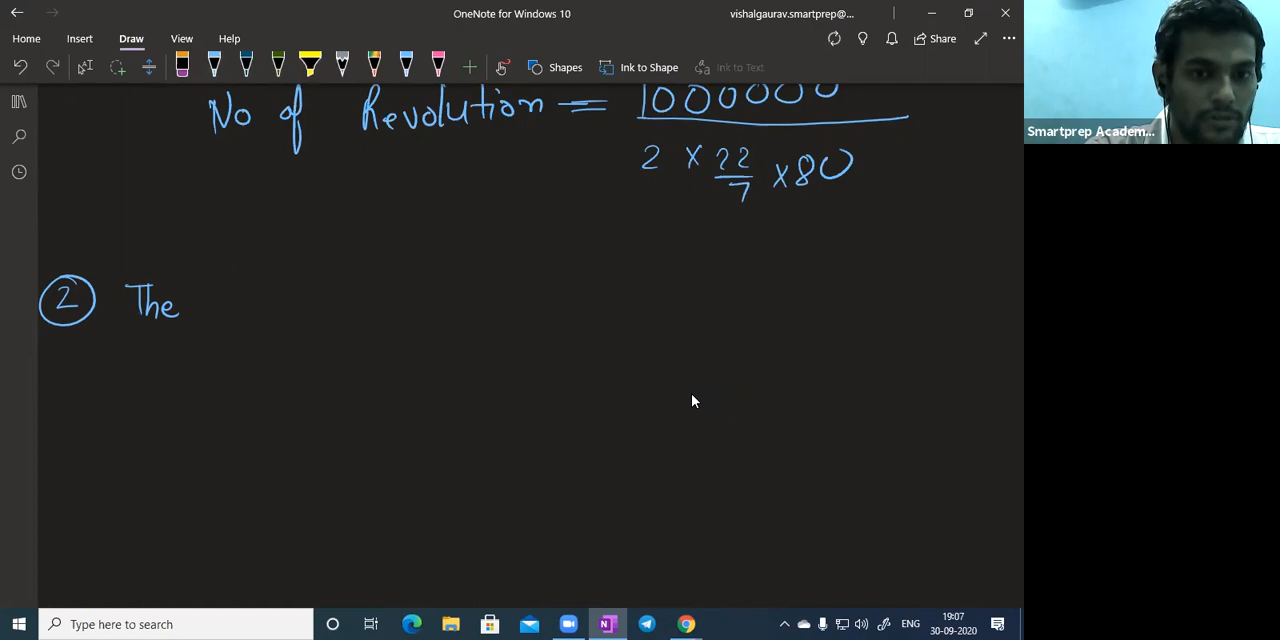 OneNote for Windows 10
vishalgaurav.smartprep@...
Home Insert Draw View Help
Share
Shapes Ink to Shape Ink to Text
Smartprep Academ...
No of Revolution = 1000000
2 × 22/7 × 80
2 The
Type here to search
ENG
19:07
30-09-2020